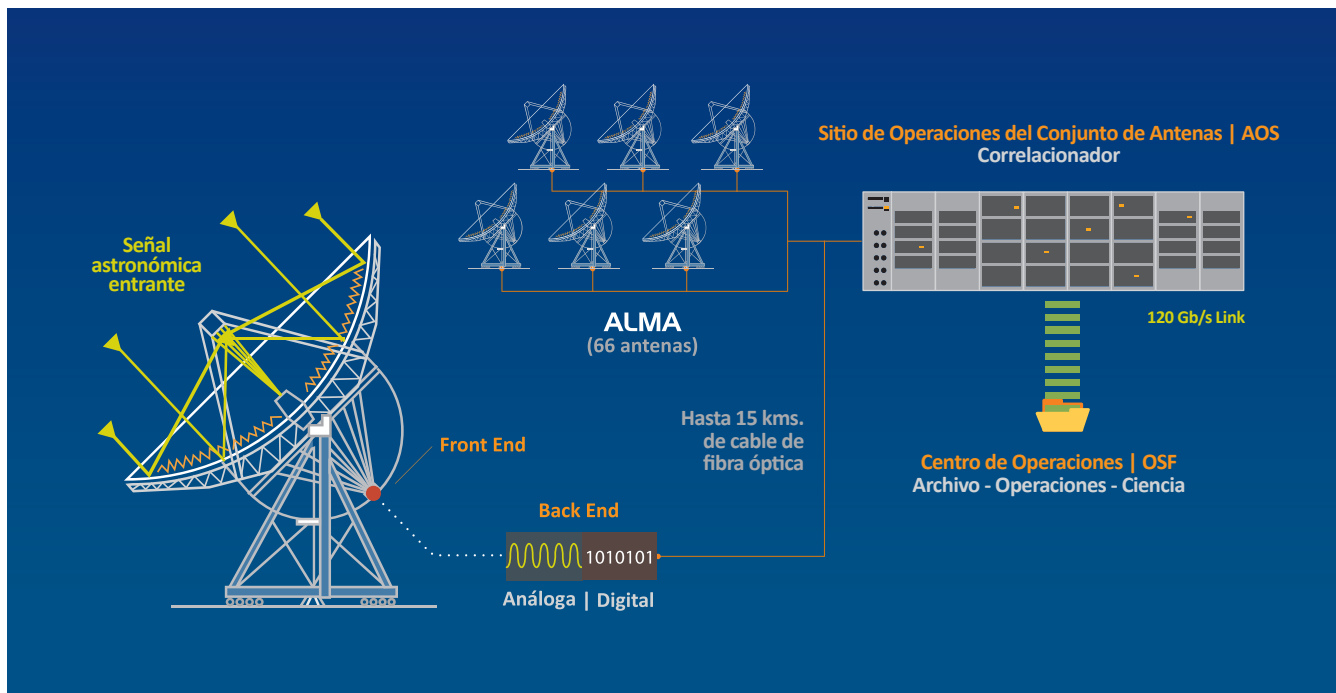 Señal
astronómica
entrante
ALMA
(66 antenas)
Sitio de Operaciones del Conjunto de Antenas | AOS
Correlacionador
120 Gb/s Link
Hasta 15 kms.
de cable de
fibra óptica
Front End
Back End
1010101
Análoga | Digital
Centro de Operaciones | OSF
Archivo - Operaciones - Ciencia